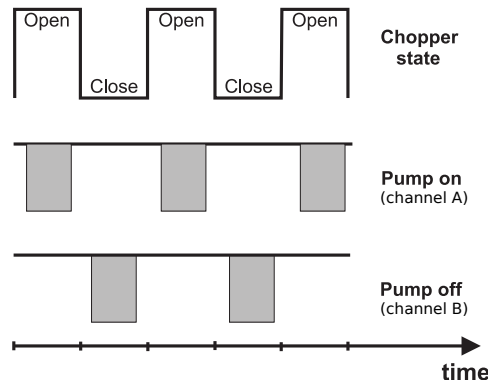 Open
Open
Open
Close
Close
Chopper
state
Pump on
(channel A)
Pump off
(channel B)
time